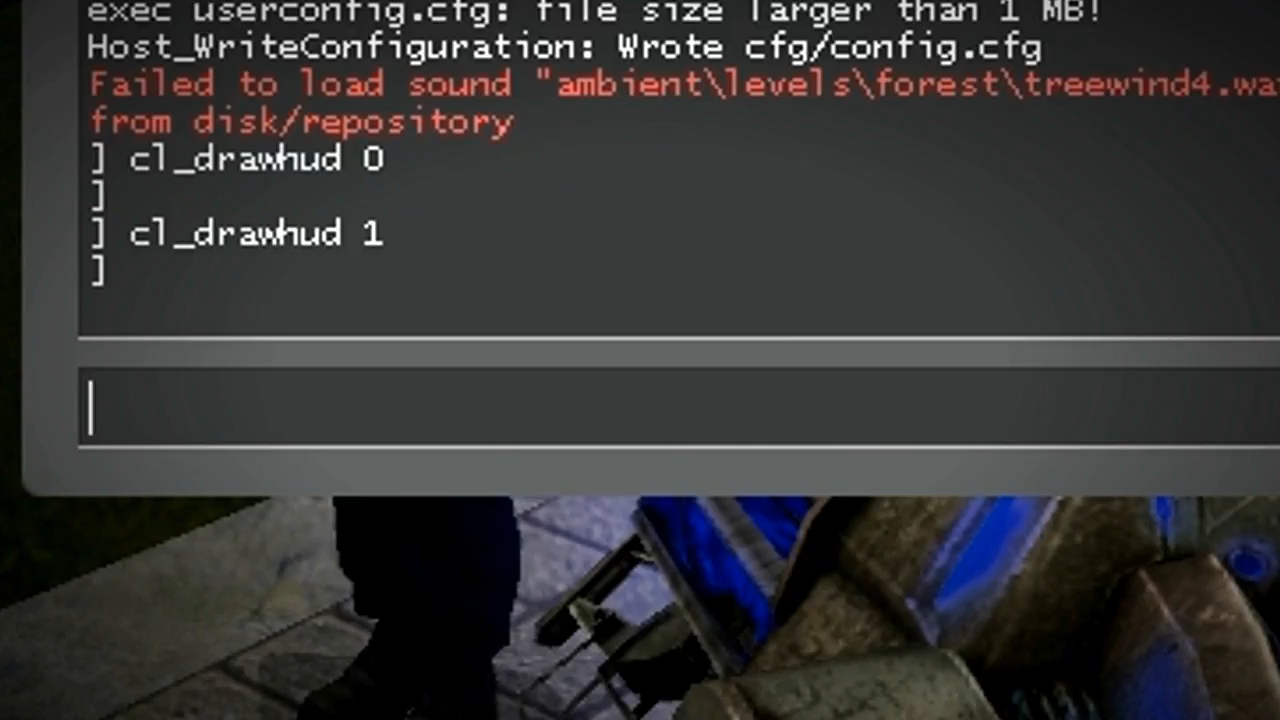 exec userconfig.cfg: file size larger than 1 MB!
Host_WriteConfiguration: Wrote cfg/config.cfg
Failed to load sound "ambient\levels\forest\treewind4.wa
from disk/repository
] cl_drawhud 0
]
] cl_drawhud 1
]